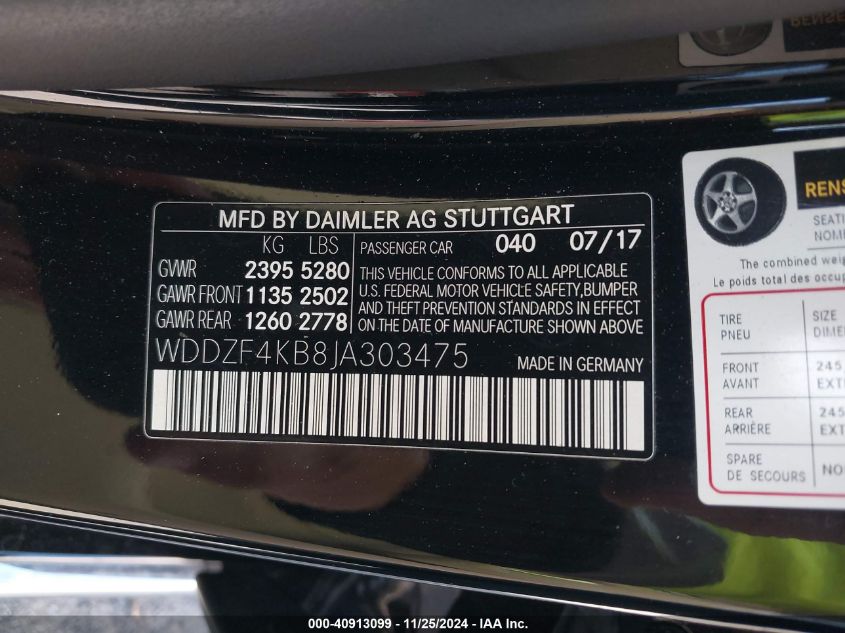 MFD BY DAIMLER AG STUTTGART
KG LBS
GVWR 2395 5280
GAWR FRONT 1135 2502
GAWR REAR 1260 2778
PASSENGER CAR 040 07/17
THIS VEHICLE CONFORMS TO ALL APPLICABLE
U.S. FEDERAL MOTOR VEHICLE SAFETY,BUMPER
AND THEFT PREVENTION STANDARDS IN EFFECT
ON THE DATE OF MANUFACTURE SHOWN ABOVE
WDDZF4KB8JA303475 MADE IN GERMANY
The combined
Le poids total des
TIRE SIZE
PNEU
FRONT 245
AVANT
REAR 245
ARRIÈRE
SPARE
DE SECOURS
000-40913099 - 11/25/2024 - IAA Inc.